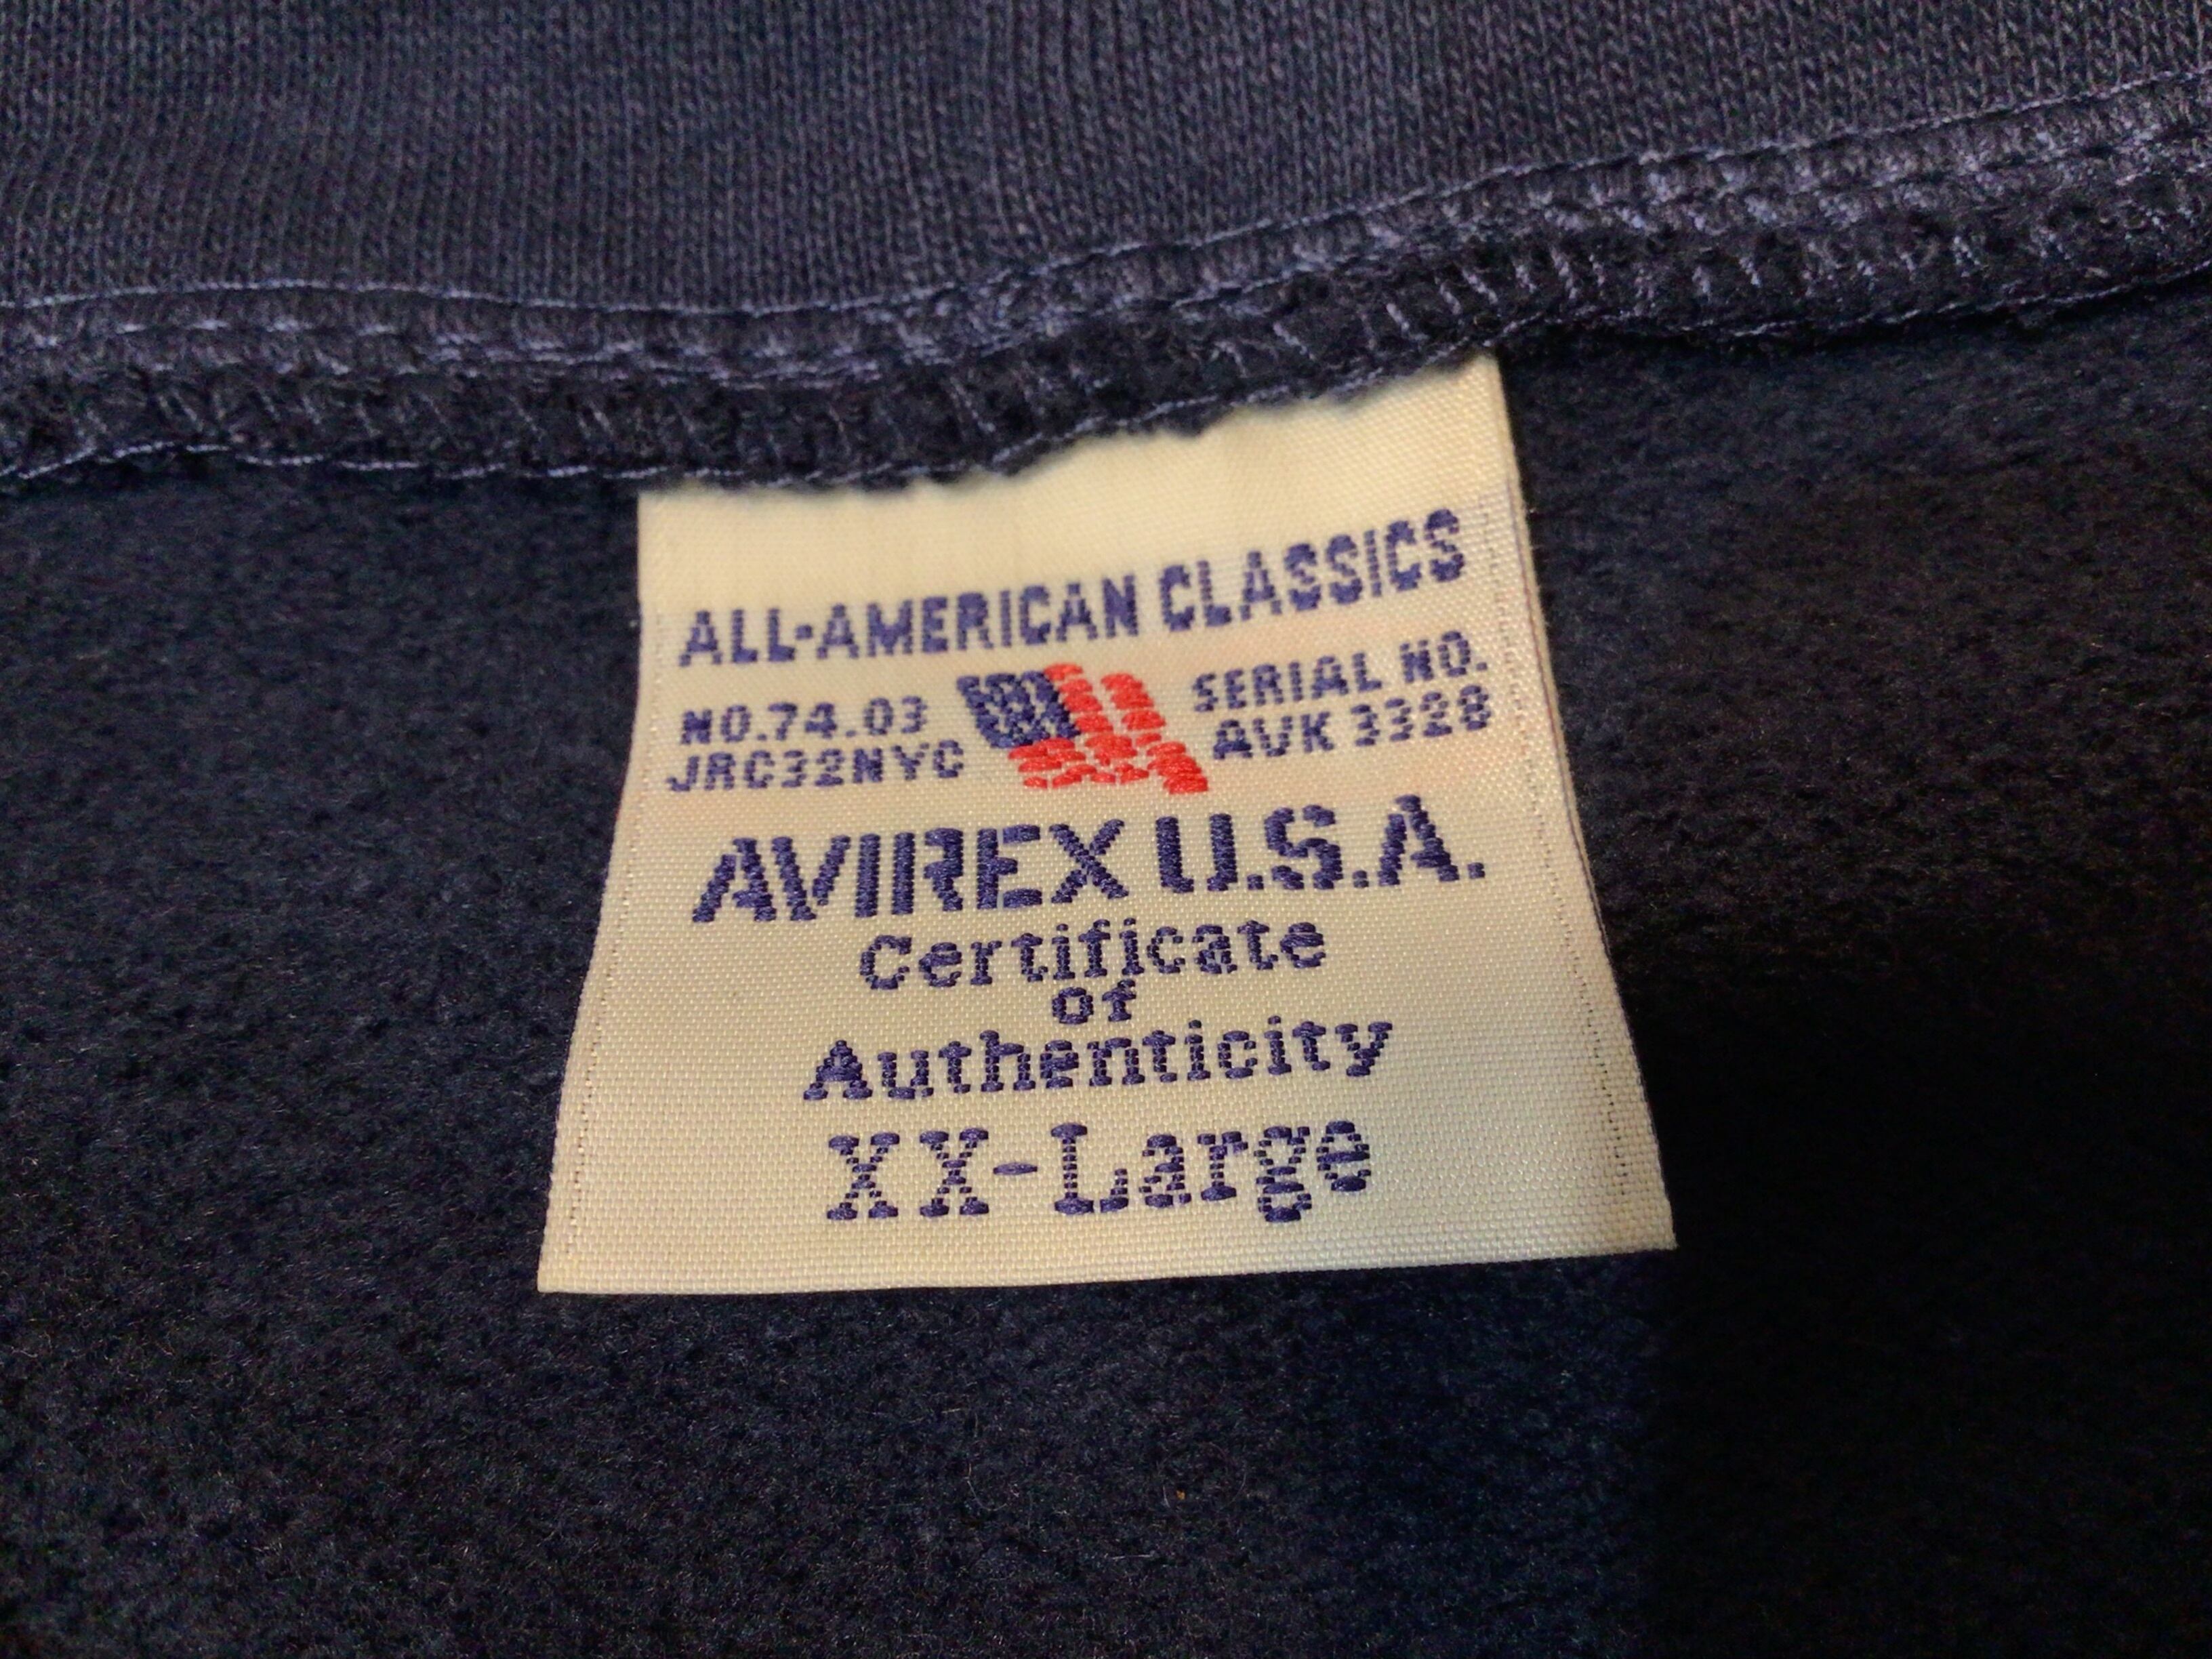 ALL-AMERICAN CLASSICS
NO.74.03
JRC32NYC
SERIAL NO.
AVK 3328
AVIREX U.S.A.
Certificate
of
Authenticity
XX-Large